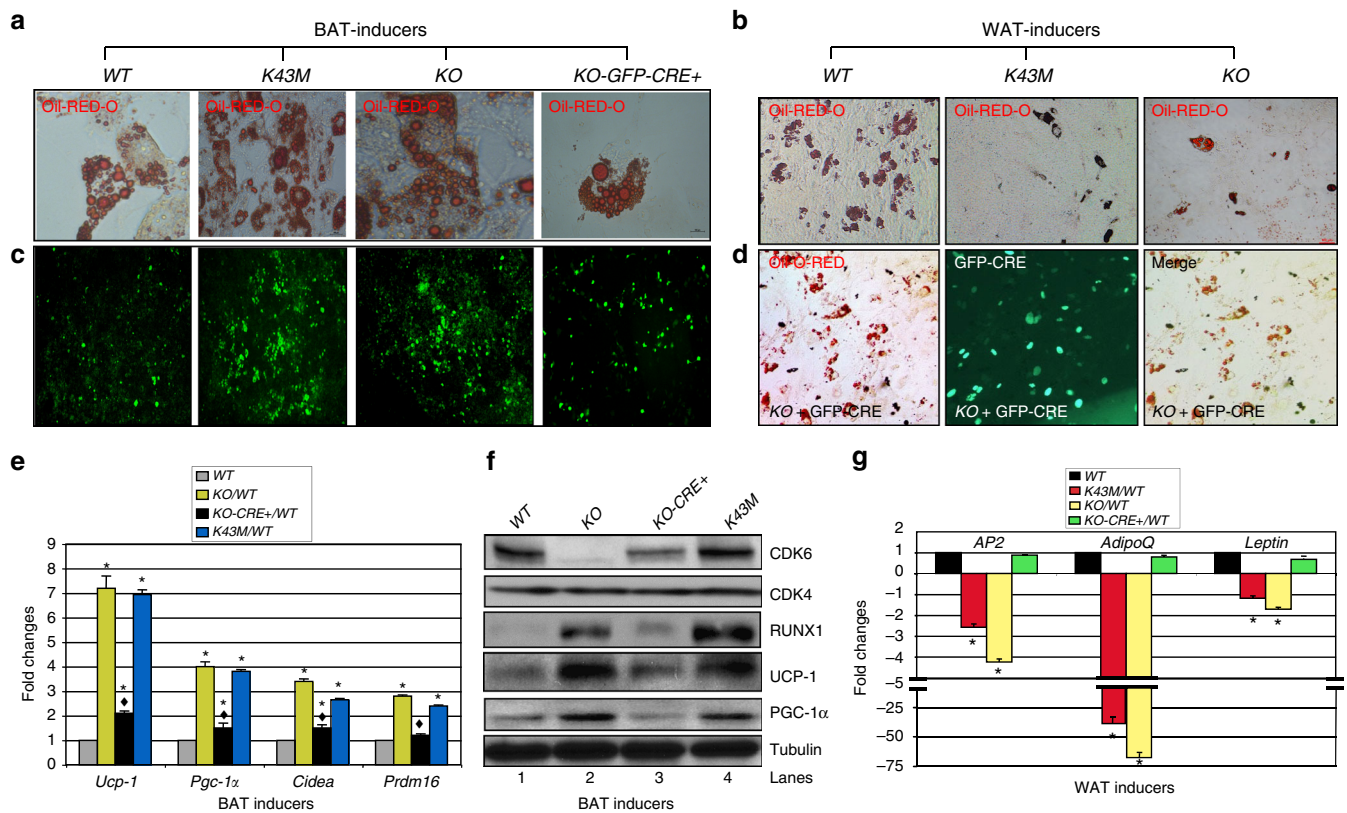 a
BAT-inducers
WT K43M KO KO-GFP-CRE+
Oil-RED-O Oil-RED-O Oil-RED-O Oil-RED-O
b
WAT-inducers
WT K43M KO
Oil-RED-O Oil-RED-O Oil-RED-O
c
d
Oil-O-RED GFP-CRE Merge
KO + GFP-CRE KO + GFP-CRE KO + GFP-CRE
e
WT
KO/WT
KO-CRE+/WT
K43M/WT
Fold changes
9
8
7
6
5
4
3
2
1
0
* * * *
* * * *
* * * *
* *
Ucp-1 Pgc-1α Cidea Prdm16
BAT inducers
f
WT KO KO-CRE+ K43M
CDK6
CDK4
RUNX1
UCP-1
PGC-1α
Tubulin
1 2 3 4 Lanes
BAT inducers
g
WT
K43M/WT
KO/WT
KO-CRE+/WT
Fold changes
2
1
0
−1
−2
−3
−4
−5
−25
−50
−75
AP2 AdipoQ Leptin
* * * * * *
WAT inducers